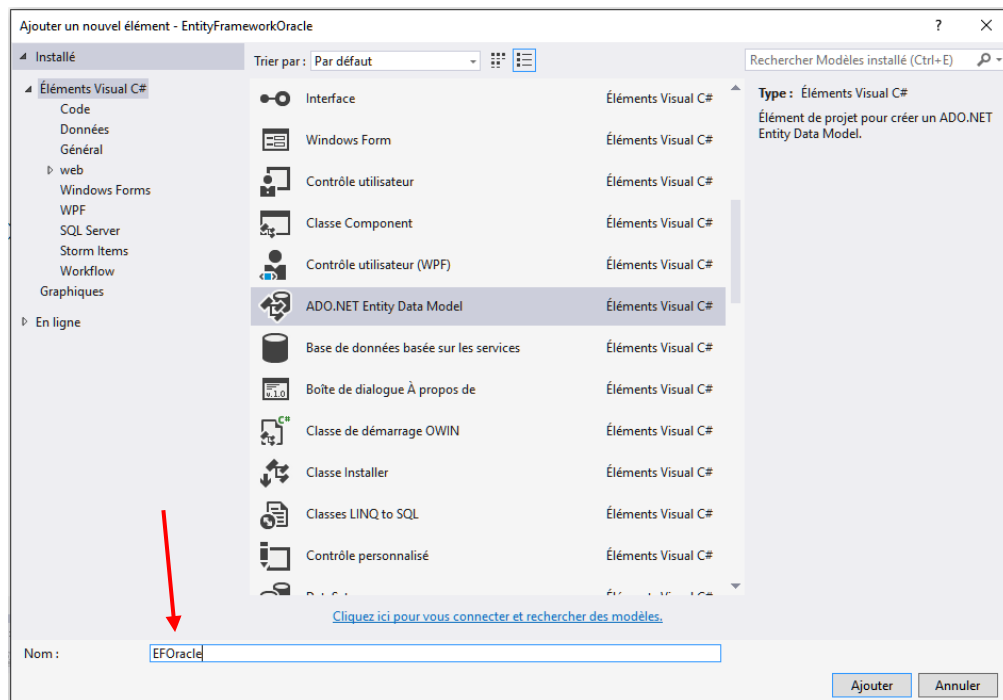 Ajouter un nouvel élément - EntityFrameworkOracle
?
Installé
Trier par : Par défaut
Rechercher Modèles installé (Ctrl+E)
Éléments Visual C#
Code
Données
Général
web
Windows Forms
WPF
SQL Server
Storm Items
Workflow
Graphiques
En ligne
Interface Éléments Visual C#
Windows Form Éléments Visual C#
Contrôle utilisateur Éléments Visual C#
Classe Component Éléments Visual C#
Contrôle utilisateur (WPF) Éléments Visual C#
ADO.NET Entity Data Model Éléments Visual C#
Base de données basée sur les services Éléments Visual C#
v.1.0
Boîte de dialogue À propos de Éléments Visual C#
C#
Classe de démarrage OWIN Éléments Visual C#
Classe Installer Éléments Visual C#
Classes LINQ to SQL Éléments Visual C#
Contrôle personnalisé Éléments Visual C#
Type : Éléments Visual C#
Élément de projet pour créer un ADO.NET
Entity Data Model.
Cliquez ici pour vous connecter et rechercher des modèles.
Nom : EFOracle
Ajouter Annuler